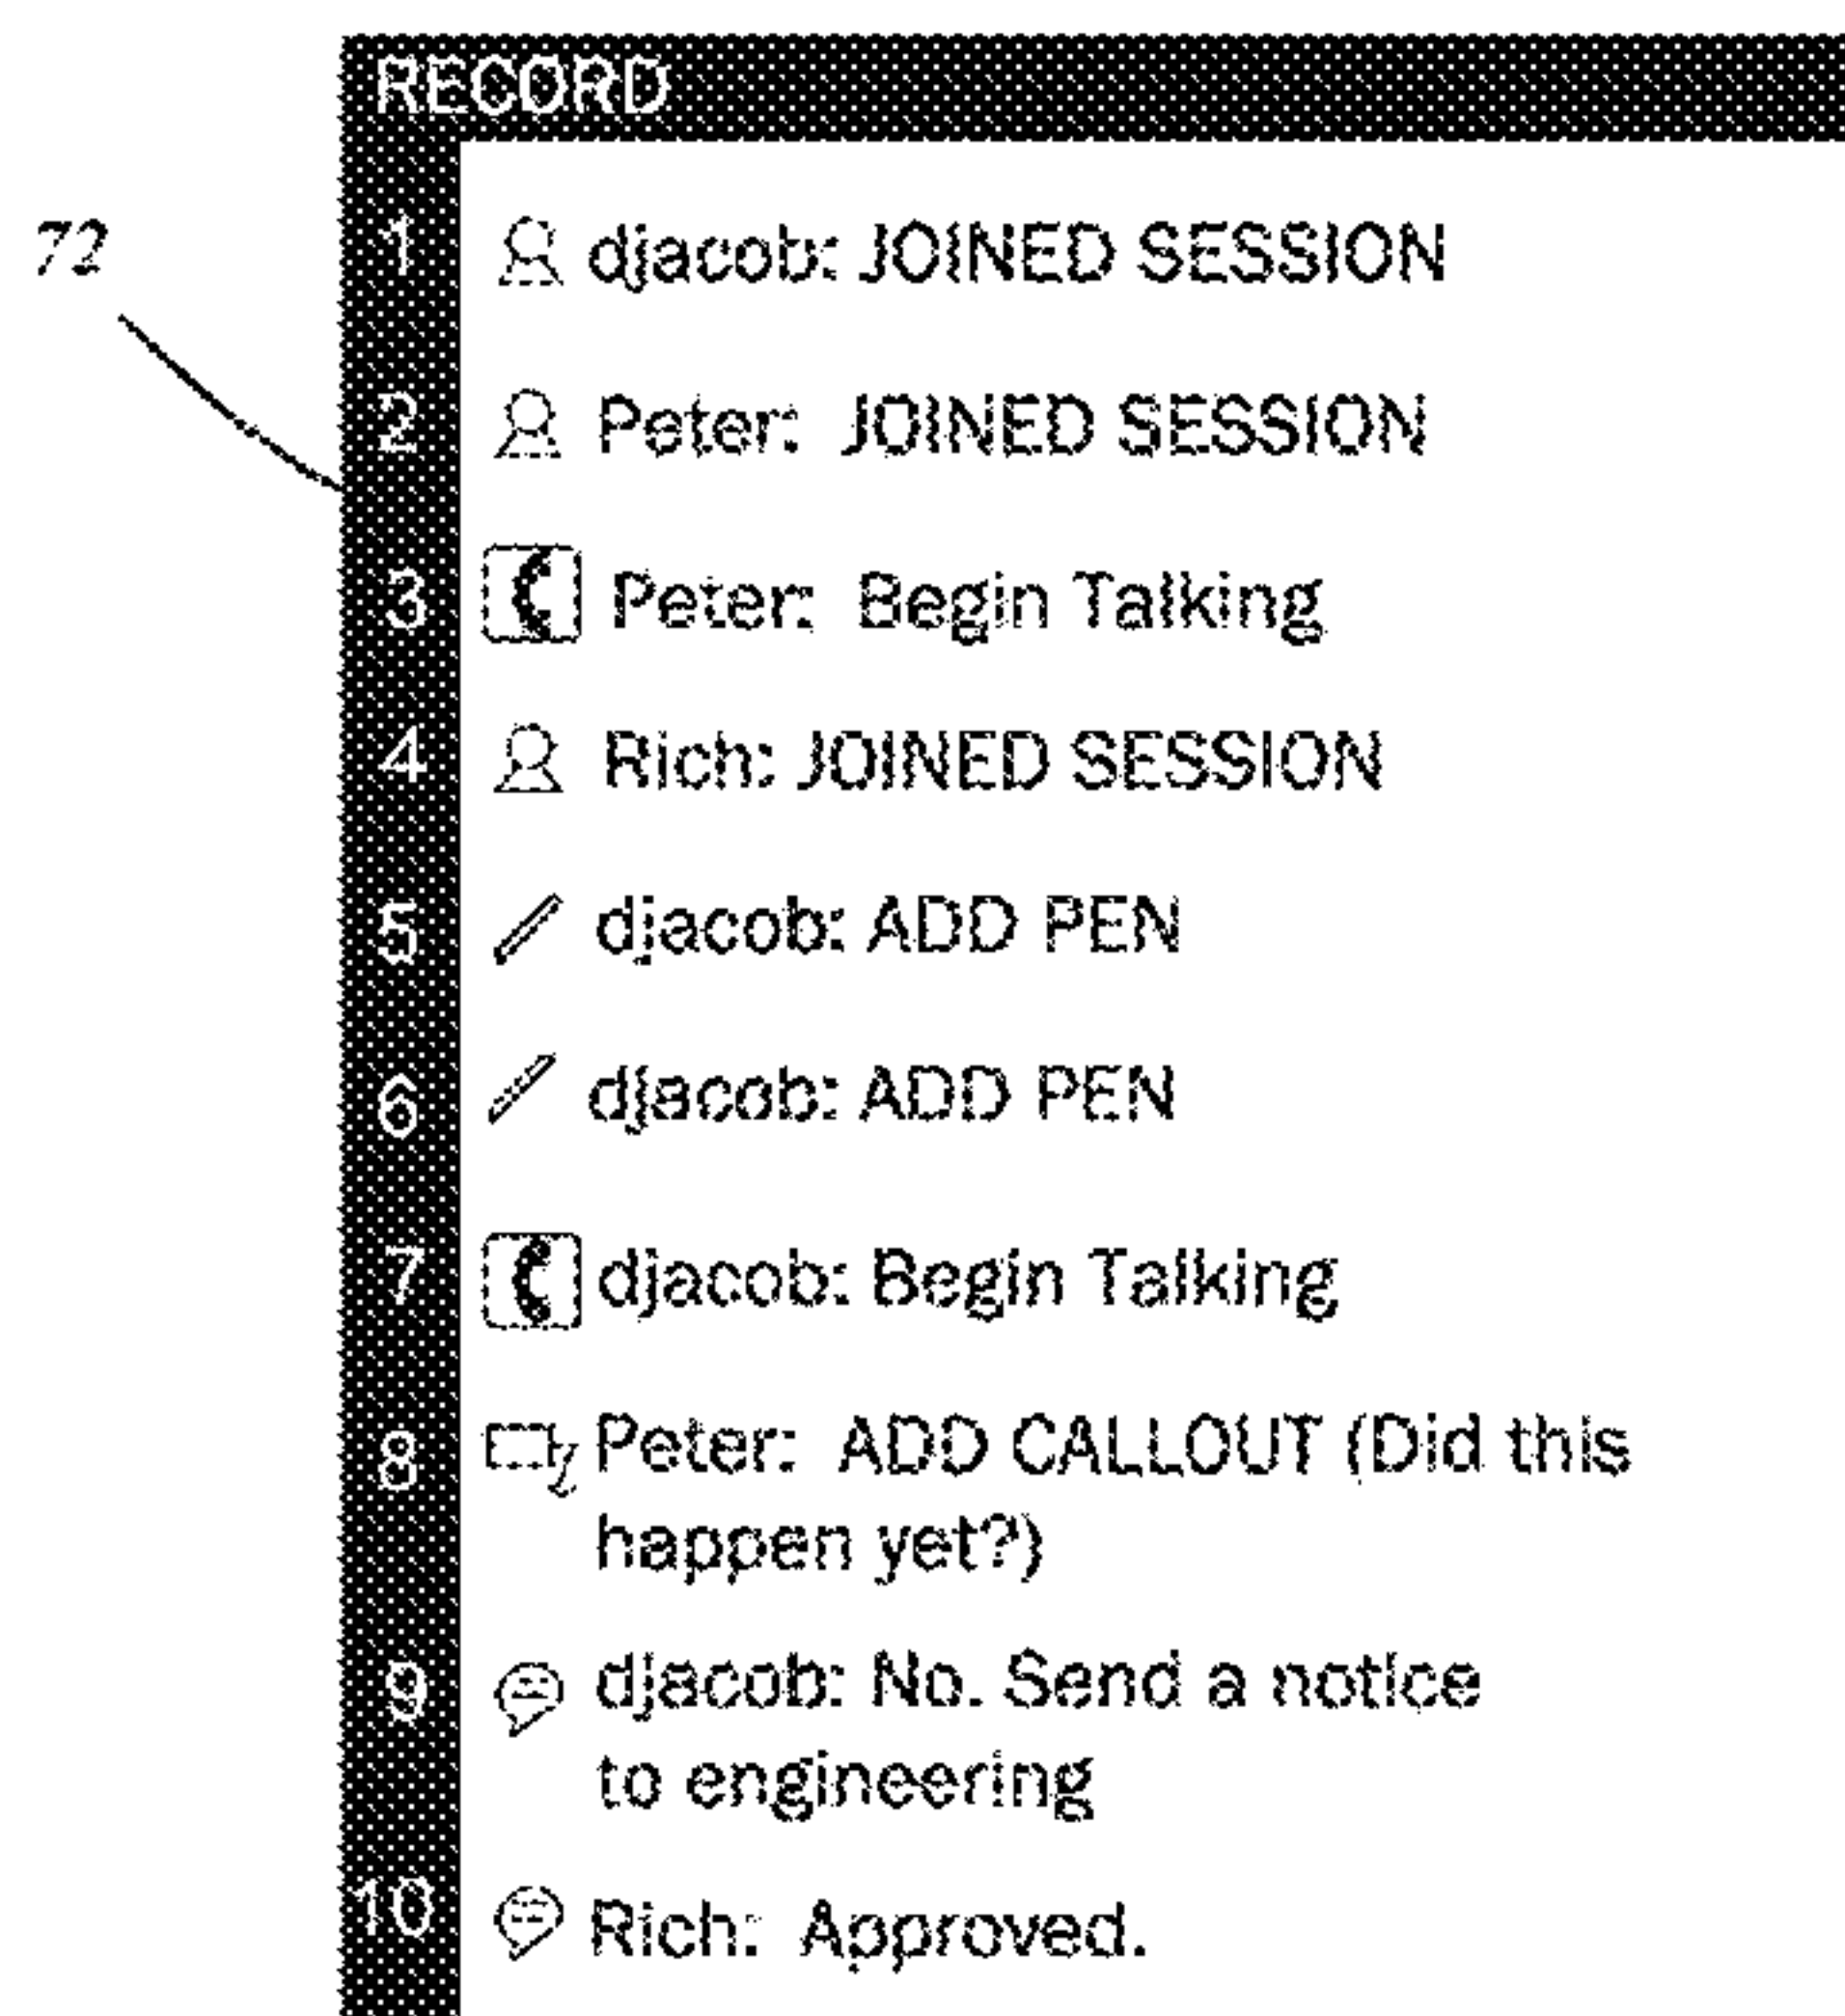 RECORD
72
1 djacob: JOINED SESSION
2 Peter: JOINED SESSION
3 Peter: Begin Talking
4 Rich: JOINED SESSION
5 djacob: ADD PEN
6 djacob: ADD PEN
7 djacob: Begin Talking
8 Peter: ADD CALLOUT (Did this
happen yet?)
9 djacob: No. Send a notice
to engineering
10 Rich: Approved.